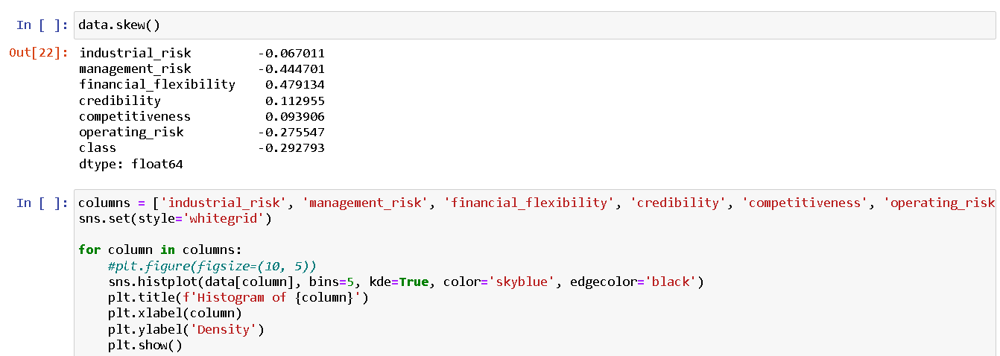 In [ ]: data.skew()
Out[22]: industrial_risk -0.067011
management_risk -0.444701
financial_flexibility 0.479134
credibility 0.112955
competitiveness 0.093906
operating_risk -0.275547
class -0.292793
dtype: float64
In [ ]: columns = ['industrial_risk', 'management_risk', 'financial_flexibility', 'credibility', 'competitiveness', 'operating_risk
sns.set(style='whitegrid')
for column in columns:
#plt.figure(figsize=(10, 5))
sns.histplot(data[column], bins=5, kde=True, color='skyblue', edgecolor='black')
plt.title(f'Histogram of {column}')
plt.xlabel(column)
plt.ylabel('Density')
plt.show()